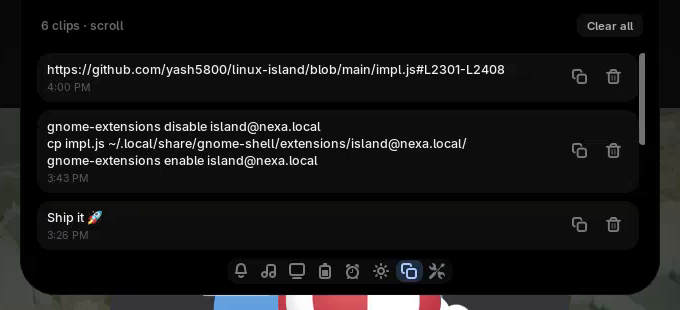 6 clips · scroll
Clear all
https://github.com/yash5800/linux-island/blob/main/impl.js#L2301-L2408
4:00 PM
gnome-extensions disable island@nexa.local
cp impl.js ~/.local/share/gnome-shell/extensions/island@nexa.local/
gnome-extensions enable island@nexa.local
3:43 PM
Ship it 🚀
3:26 PM